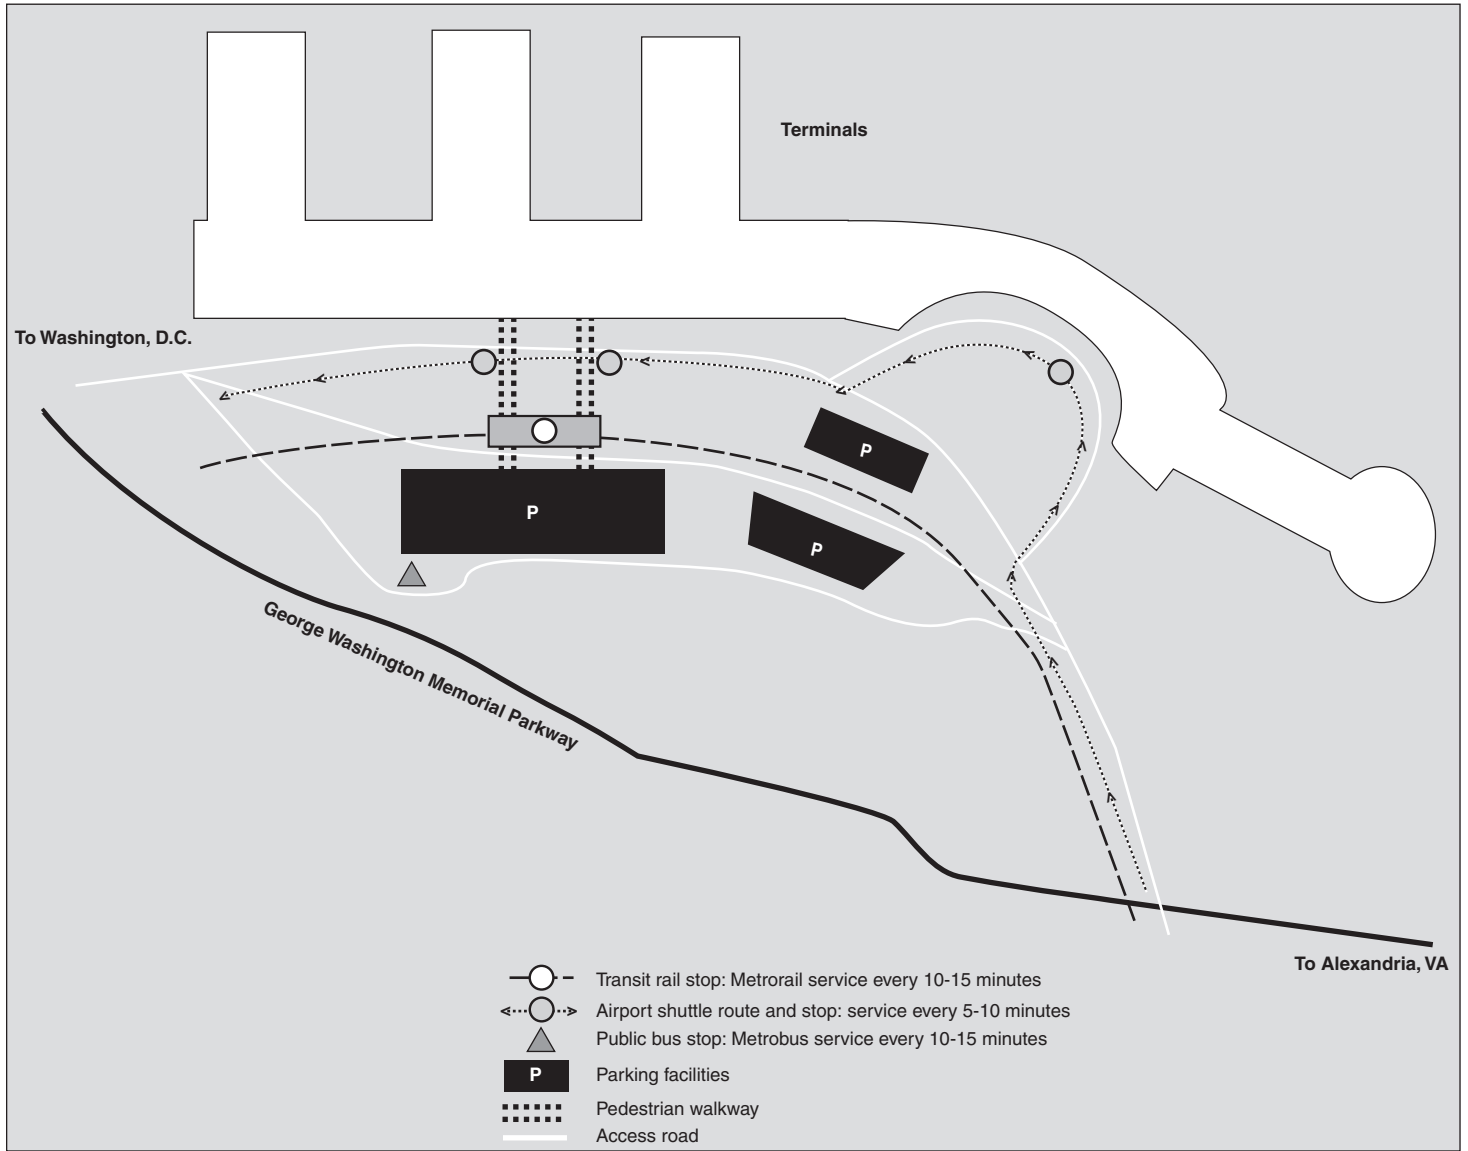 Terminals
To Washington, D.C.
P
P
P
George Washington Memorial Parkway
To Alexandria, VA
Transit rail stop: Metrorail service every 10-15 minutes
Airport shuttle route and stop: service every 5-10 minutes
Public bus stop: Metrobus service every 10-15 minutes
P Parking facilities
Pedestrian walkway
Access road